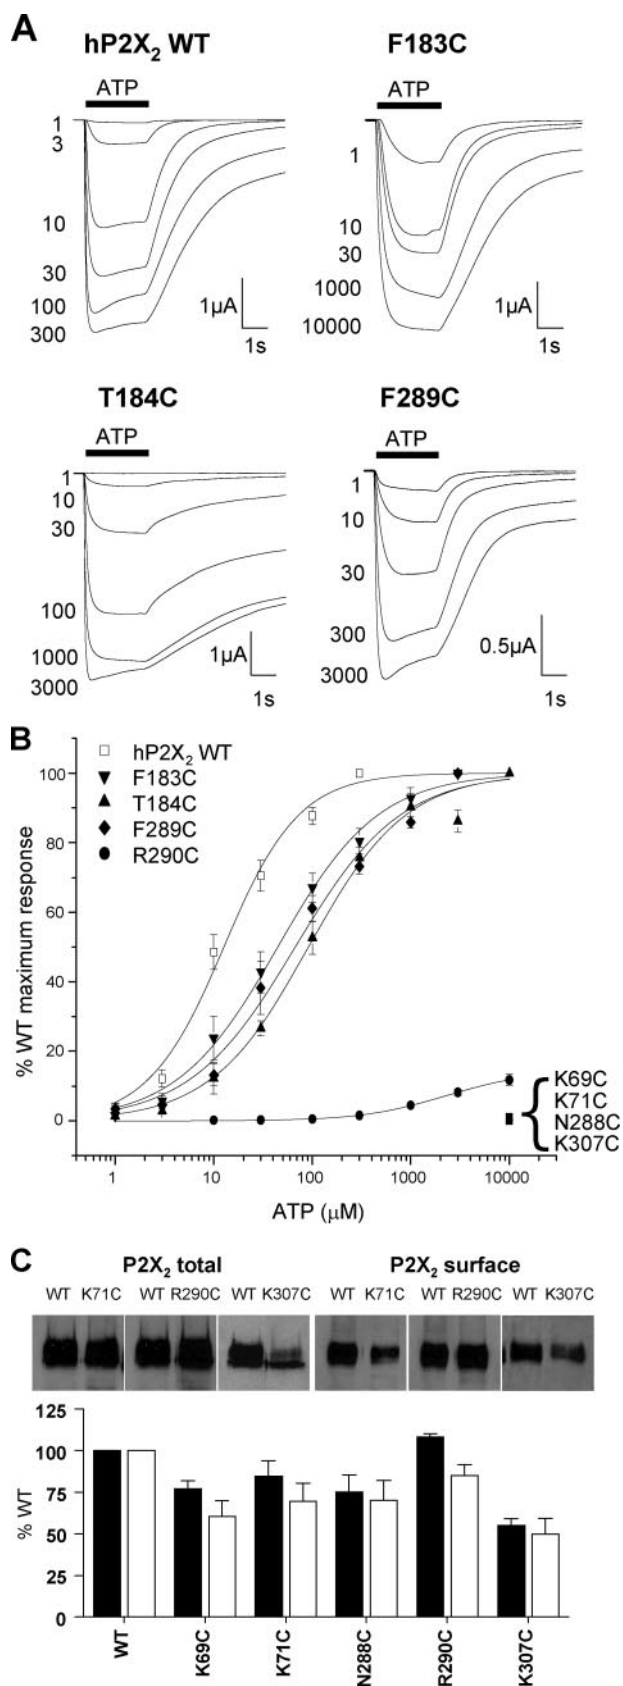 A
hP2X2 WT
F183C
ATP
ATP
1
3
10
30
100
300
1µA
1s
1
10
30
1000
10000
1µA
1s
T184C
F289C
ATP
ATP
1
10
30
100
1000
3000
1µA
1s
1
10
30
300
3000
0.5µA
1s
B
hP2X2 WT
F183C
T184C
F289C
R290C
100
80
60
40
20
0
% WT maximum response
K69C
K71C
N288C
K307C
1
10
100
1000
10000
ATP (µM)
C
P2X2 total
P2X2 surface
WT K71C WT R290C WT K307C WT K71C WT R290C WT K307C
125
100
75
50
25
0
% WT
WT
K69C
K71C
N288C
R290C
K307C